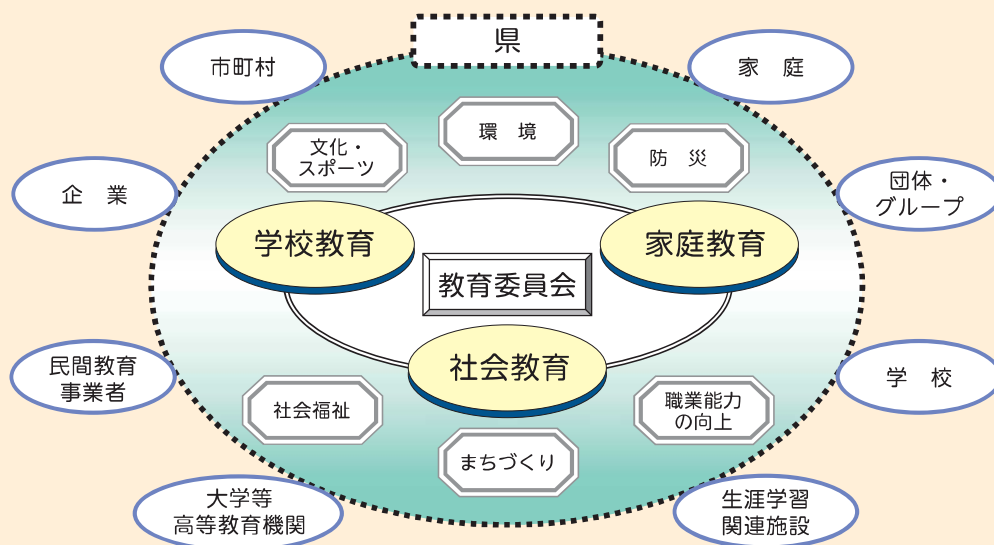 県
市町村
家　庭
環　境
文化・
スポーツ
防　災
企　業
団体・
グループ
学校教育
家庭教育
教育委員会
社会教育
民間教育
事業者
学　校
社会福祉
職業能力
の向上
まちづくり
大学等
高等教育機関
生涯学習
関連施設